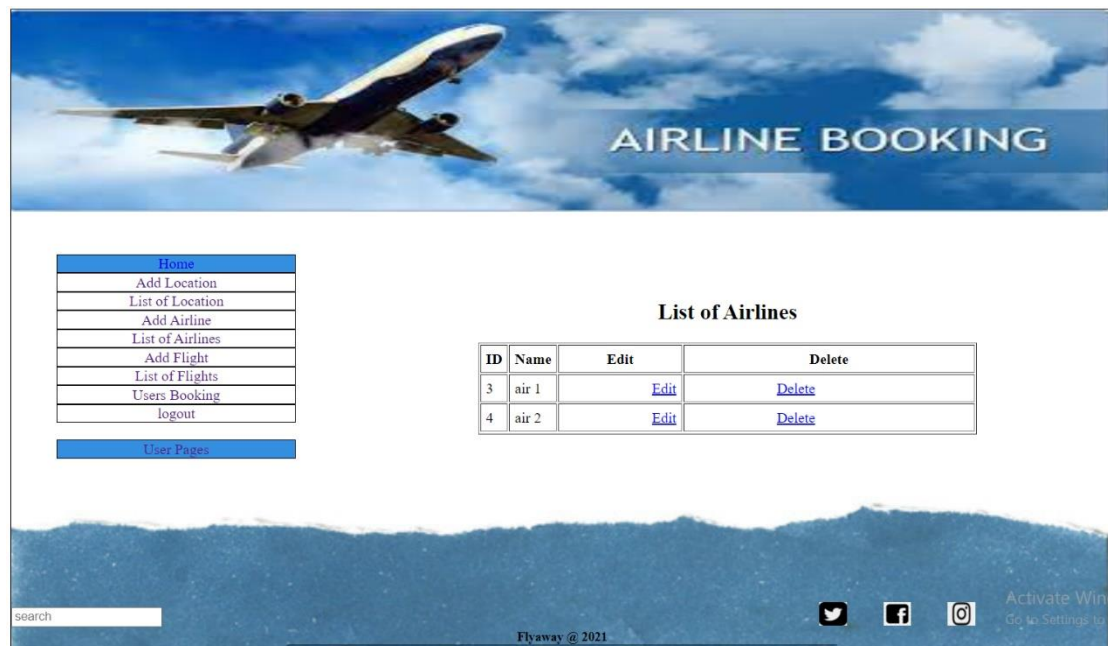 AIRLINE BOOKING
Home
Add Location
List of Location
Add Airline
List of Airlines
Add Flight
List of Flights
Users Booking
logout
User Pages
List of Airlines
ID Name Edit Delete
3 air 1 Edit Delete
4 air 2 Edit Delete
search
Activate Win
Go to Settings to
Flyaway @ 2021